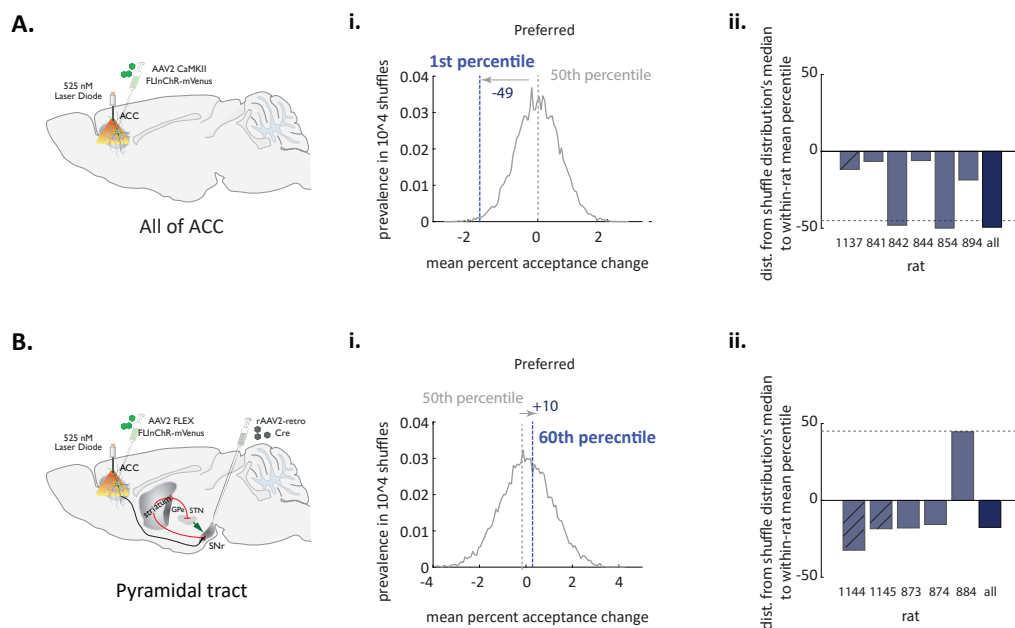 A.
AAV2 CaMKII
FLInChR-mVenus
525 nM
Laser Diode
ACC
All of ACC
i.
Preferred
1st percentile
50th percentile
-49
prevalence in 10^4 shuffles
0.04
0.03
0.02
0.01
0
-2
0
2
mean percent acceptance change
ii.
dist. from shuffle distribution's median
to within-rat mean percentile
50
0
-50
1137 841 842 844 854 894 all
rat
B.
AAV2 FLEX
FLInChR-mVenus
rAAV2-retro
Cre
525 nM
Laser Diode
ACC
striatum
GPe
STN
SNr
Pyramidal tract
i.
Preferred
50th percentile
+10
60th perecntile
prevalence in 10^4 shuffles
0.04
0.03
0.02
0.01
0
-4
-2
0
2
4
mean percent acceptance change
ii.
dist. from shuffle distribution's median
to within-rat mean percentile
50
0
-50
1144 1145 873 874 884 all
rat